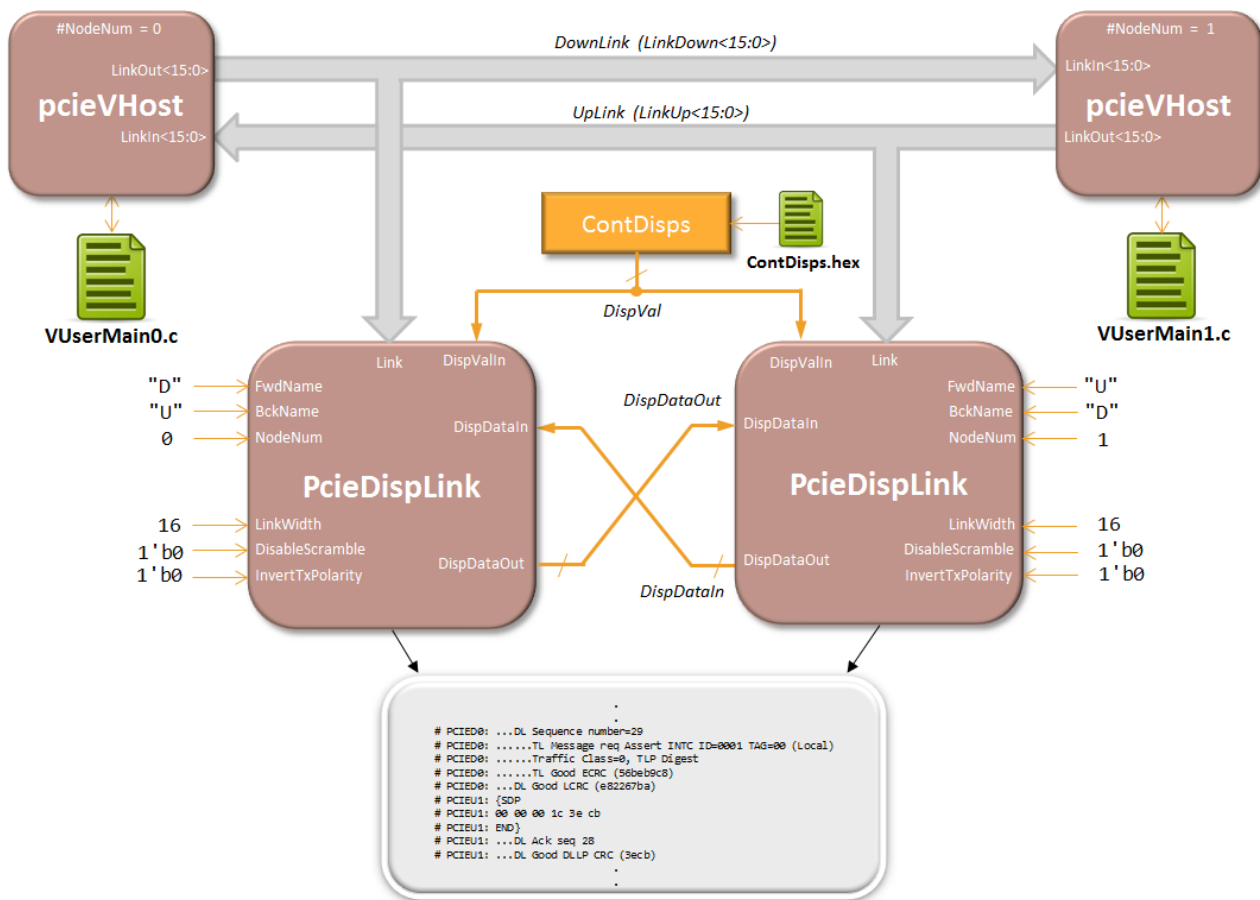 #NodeNum = 0
LinkOut<15:0>
pcieVHost
LinkIn<15:0>
DownLink (LinkDown<15:0>)
UpLink (LinkUp<15:0>)
#NodeNum = 1
LinkIn<15:0>
pcieVHost
LinkOut<15:0>
VUserMain0.c
ContDisps
ContDisps.hex
DispVal
VUserMain1.c
Link
DispValIn
"D"
FwdName
"U"
BckName
0
NodeNum
DispDataIn
PcieDispLink
16
LinkWidth
1'b0
DisableScramble
1'b0
InvertTxPolarity
DispDataOut
DispDataOut
DispDataIn
DispValIn
Link
FwdName
"U"
BckName
"D"
DispDataIn
NodeNum
1
PcieDispLink
LinkWidth
16
DisableScramble
1'b0
DispDataOut
InvertTxPolarity
1'b0
.
.
# PCIED0: ...DL Sequence number=29
# PCIED0: ......TL Message req Assert INTC ID=0001 TAG=00 (Local)
# PCIED0: ......Traffic Class=0, TLP Digest
# PCIED0: ......TL Good ECRC (56beb9c8)
# PCIED0: ...DL Good LCRC (e82267ba)
# PCIEU1: {SDP
# PCIEU1: 00 00 00 1c 3e cb
# PCIEU1: END}
# PCIEU1: ...DL Ack seq 28
# PCIEU1: ...DL Good DLLP CRC (3ecb)
.
.